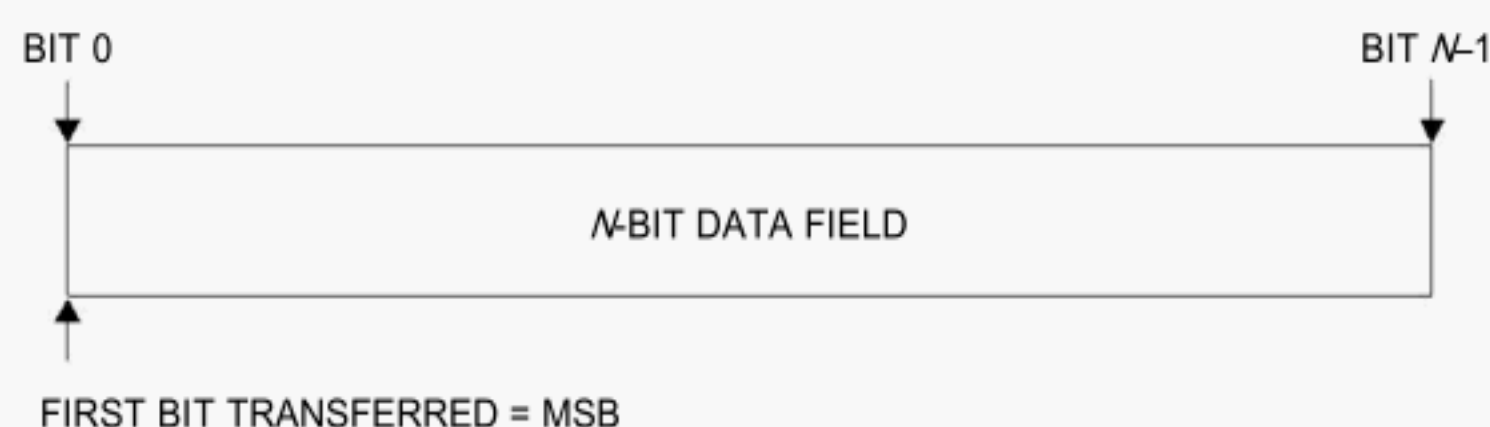 BIT 0
BIT N–1
N-BIT DATA FIELD
FIRST BIT TRANSFERRED = MSB